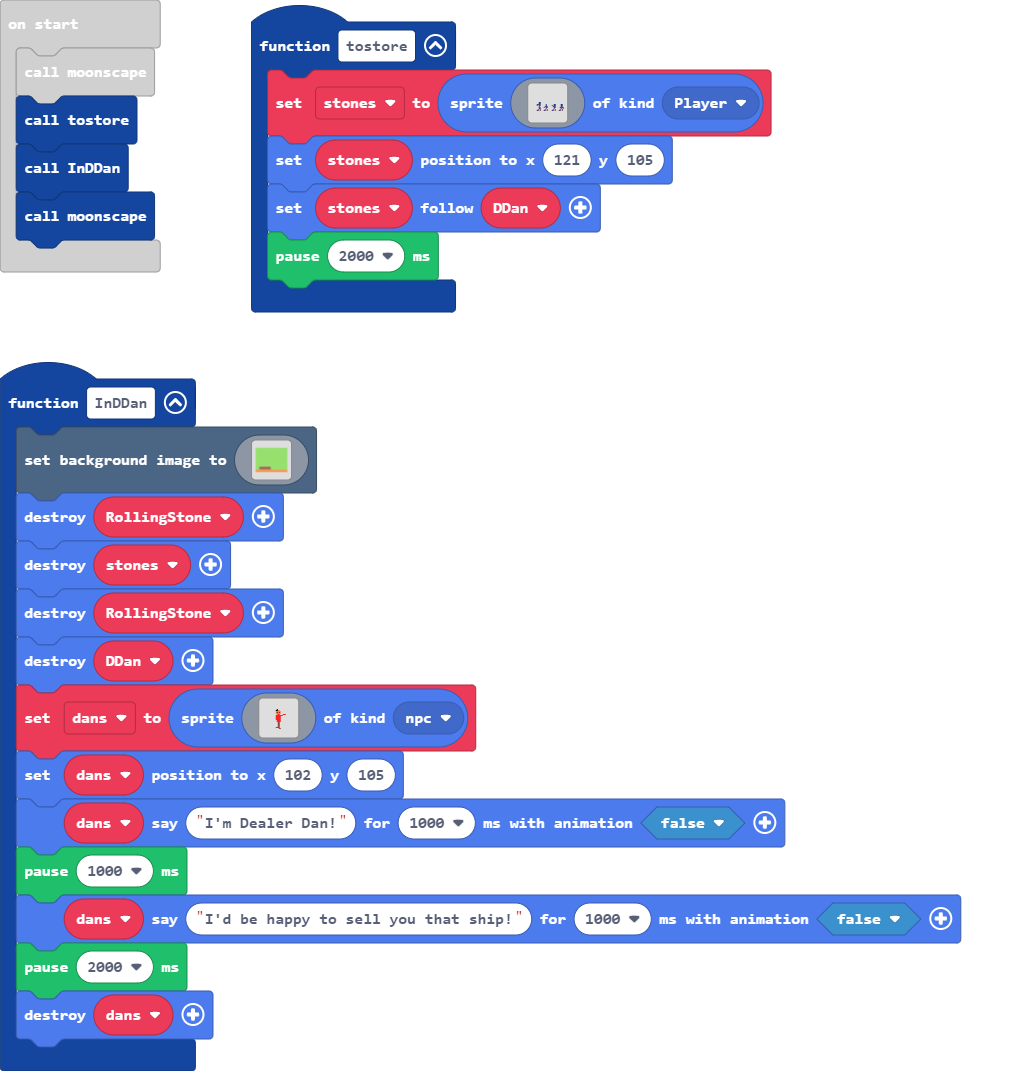 on start
call moonscape
call tostore
call InDDan
call moonscape
function tostore
set stones to sprite of kind Player
set stones position to x 121 y 105
set stones follow DDan
pause 2000 ms
function InDDan
set background image to
destroy RollingStone
destroy stones
destroy RollingStone
destroy DDan
set dans to sprite of kind npc
set dans position to x 102 y 105
dans say "I'm Dealer Dan!" for 1000 ms with animation false
pause 1000 ms
dans say "I'd be happy to sell you that ship!" for 1000 ms with animation false
pause 2000 ms
destroy dans